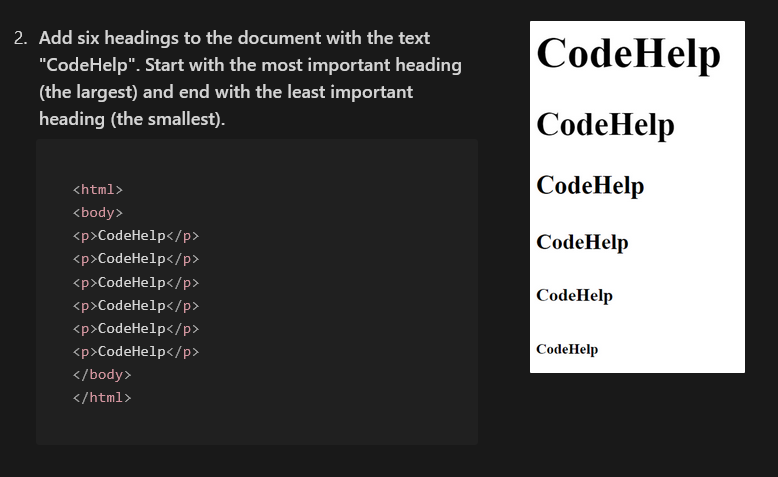 2. Add six headings to the document with the text
"CodeHelp". Start with the most important heading
(the largest) and end with the least important
heading (the smallest).
<html>
<body>
<p>CodeHelp</p>
<p>CodeHelp</p>
<p>CodeHelp</p>
<p>CodeHelp</p>
<p>CodeHelp</p>
<p>CodeHelp</p>
</body>
</html>
CodeHelp
CodeHelp
CodeHelp
CodeHelp
CodeHelp
CodeHelp